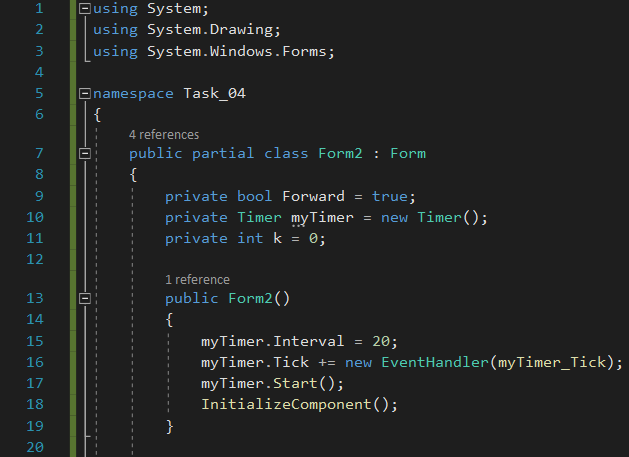 1 using System;
2 using System.Drawing;
3 using System.Windows.Forms;
4
5 namespace Task_04
6 {
4 references
7 public partial class Form2 : Form
8 {
9 private bool Forward = true;
10 private Timer myTimer = new Timer();
11 private int k = 0;
12
1 reference
13 public Form2()
14 {
15 myTimer.Interval = 20;
16 myTimer.Tick += new EventHandler(myTimer_Tick);
17 myTimer.Start();
18 InitializeComponent();
19 }
20